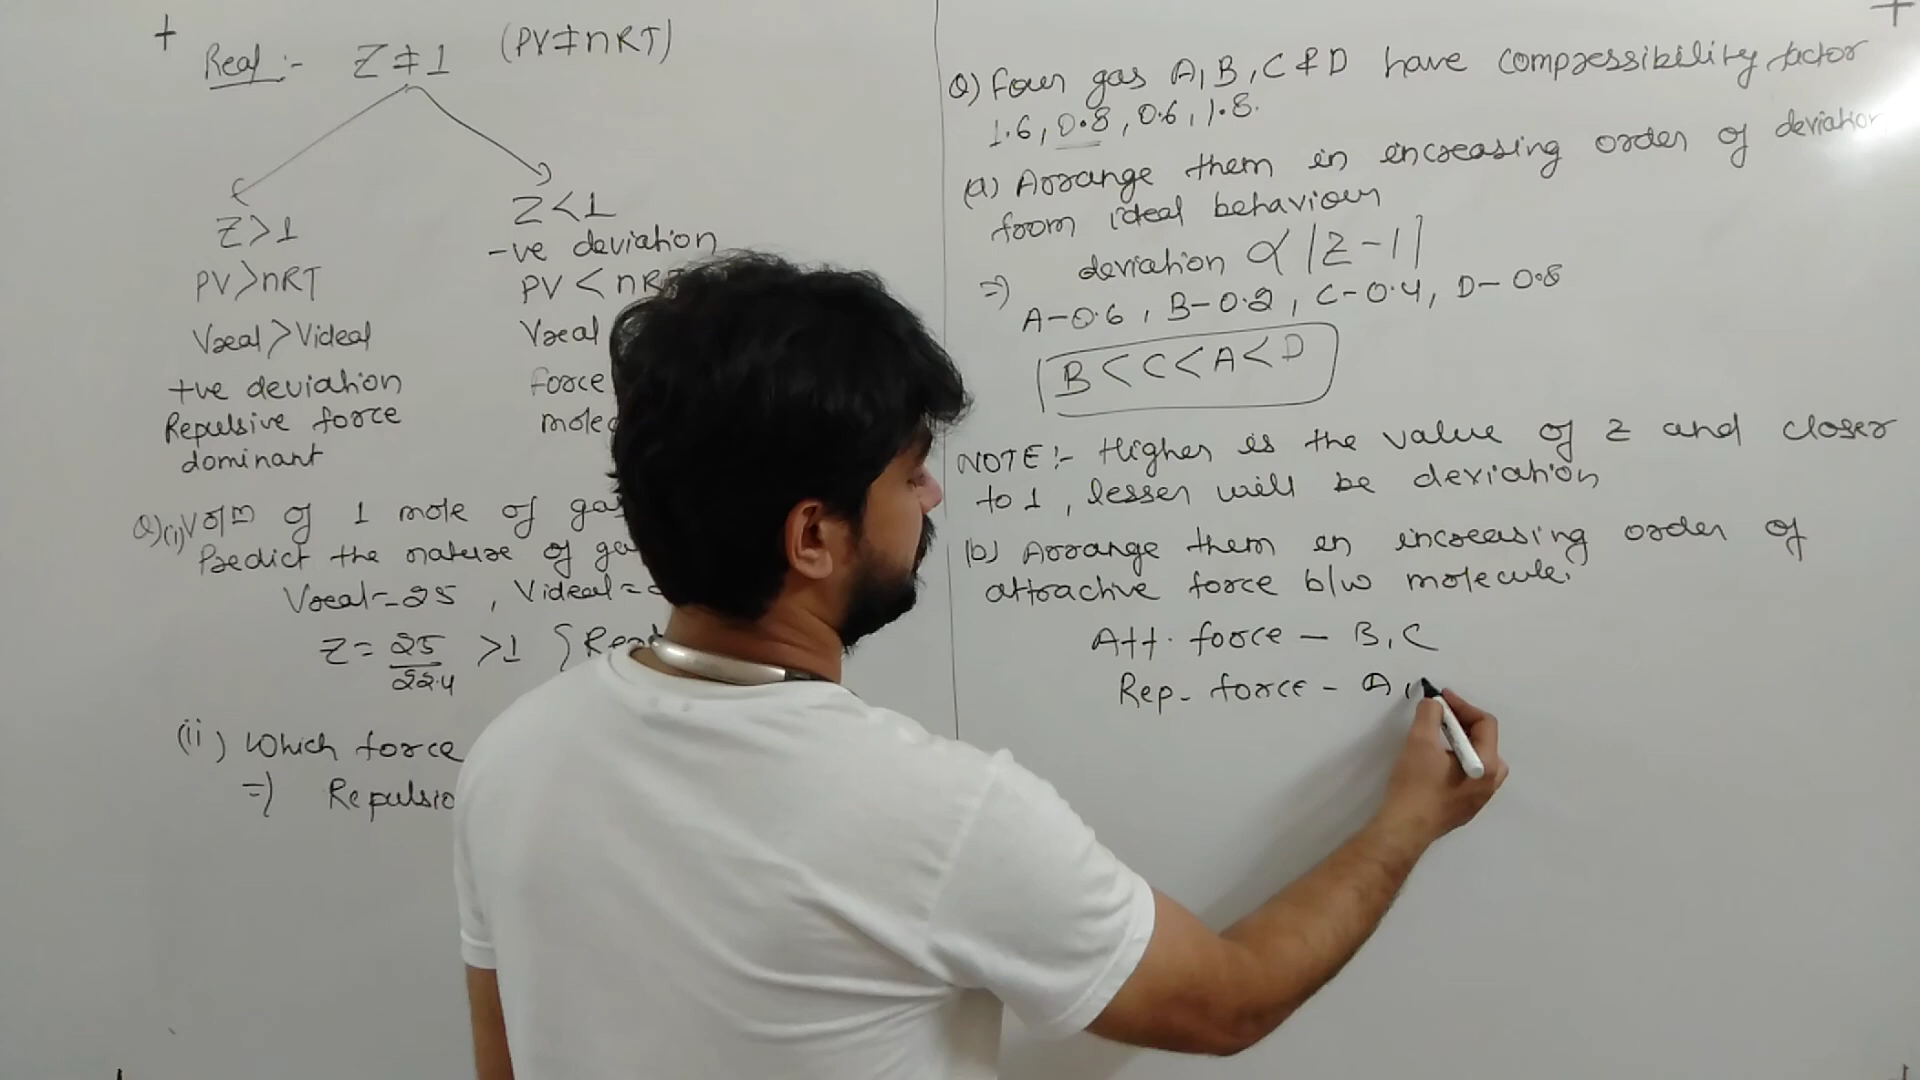 Real :- Z ≠ 1 (PV ≠ nRT)
Z > 1
PV > nRT
Vreal > Videal
+ve deviation
Repulsive force
dominant
Z < 1
-ve deviation
PV < nR
Vreal
force
Q)(i) Vol^m of 1 mole of gas
Predict the nature of ga
Vreal = 25 , Videal =
Z = 25/22.4 > 1
(ii) Which force
=) Repulsio
Q) Four gas A, B, C & D have compressibility factor
1.6, 0.8, 0.6, 1.8.
(a) Arrange them in increasing order of deviation
from ideal behaviour
=) deviation ∝ |Z-1|
A-0.6, B-0.2, C-0.4, D-0.8
B < C < A < D
NOTE :- Higher is the value of z and closer
to 1, lesser will be deviation
(b) Arrange them in increasing order of
attractive force b/w molecule.
Att. force - B, C
Rep. force - A,